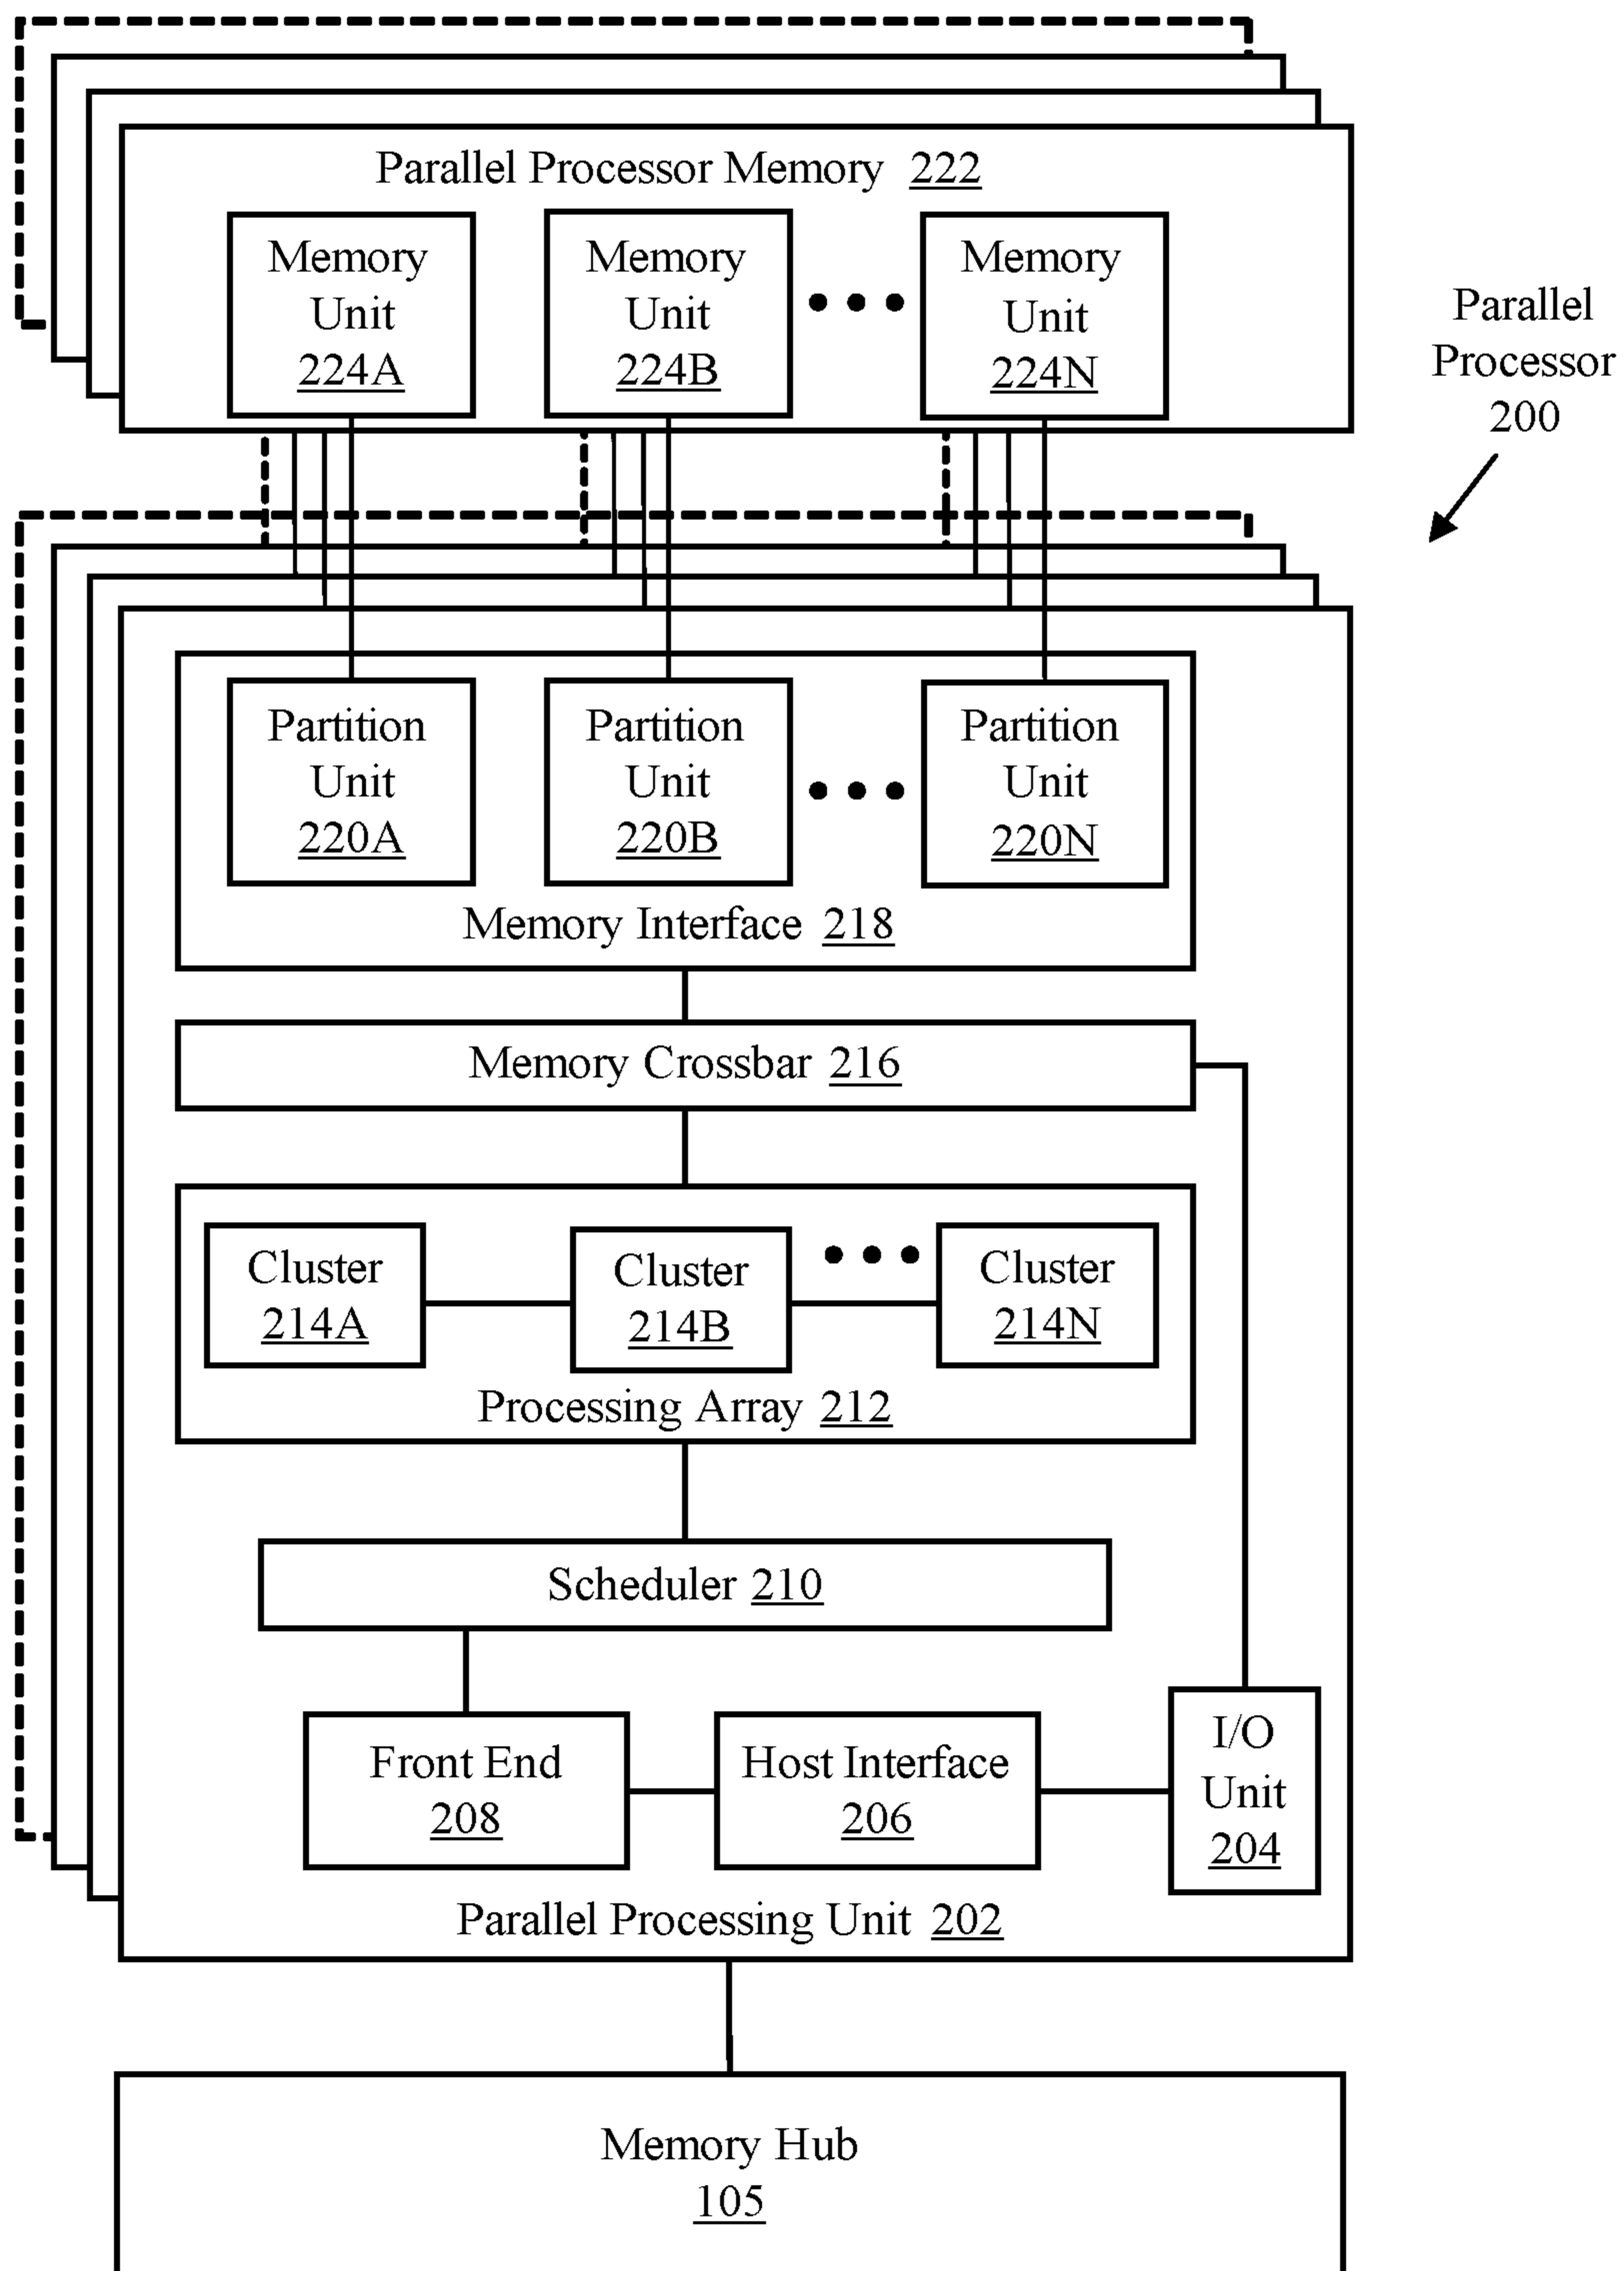 Parallel Processor Memory 222
Memory
Unit
224A
Memory
Unit
224B
Memory
Unit
224N
Parallel
Processor
200
Partition
Unit
220A
Partition
Unit
220B
Partition
Unit
220N
Memory Interface 218
Memory Crossbar 216
Cluster
214A
Cluster
214B
Cluster
214N
Processing Array 212
Scheduler 210
Front End
208
Host Interface
206
I/O
Unit
204
Parallel Processing Unit 202
Memory Hub
105